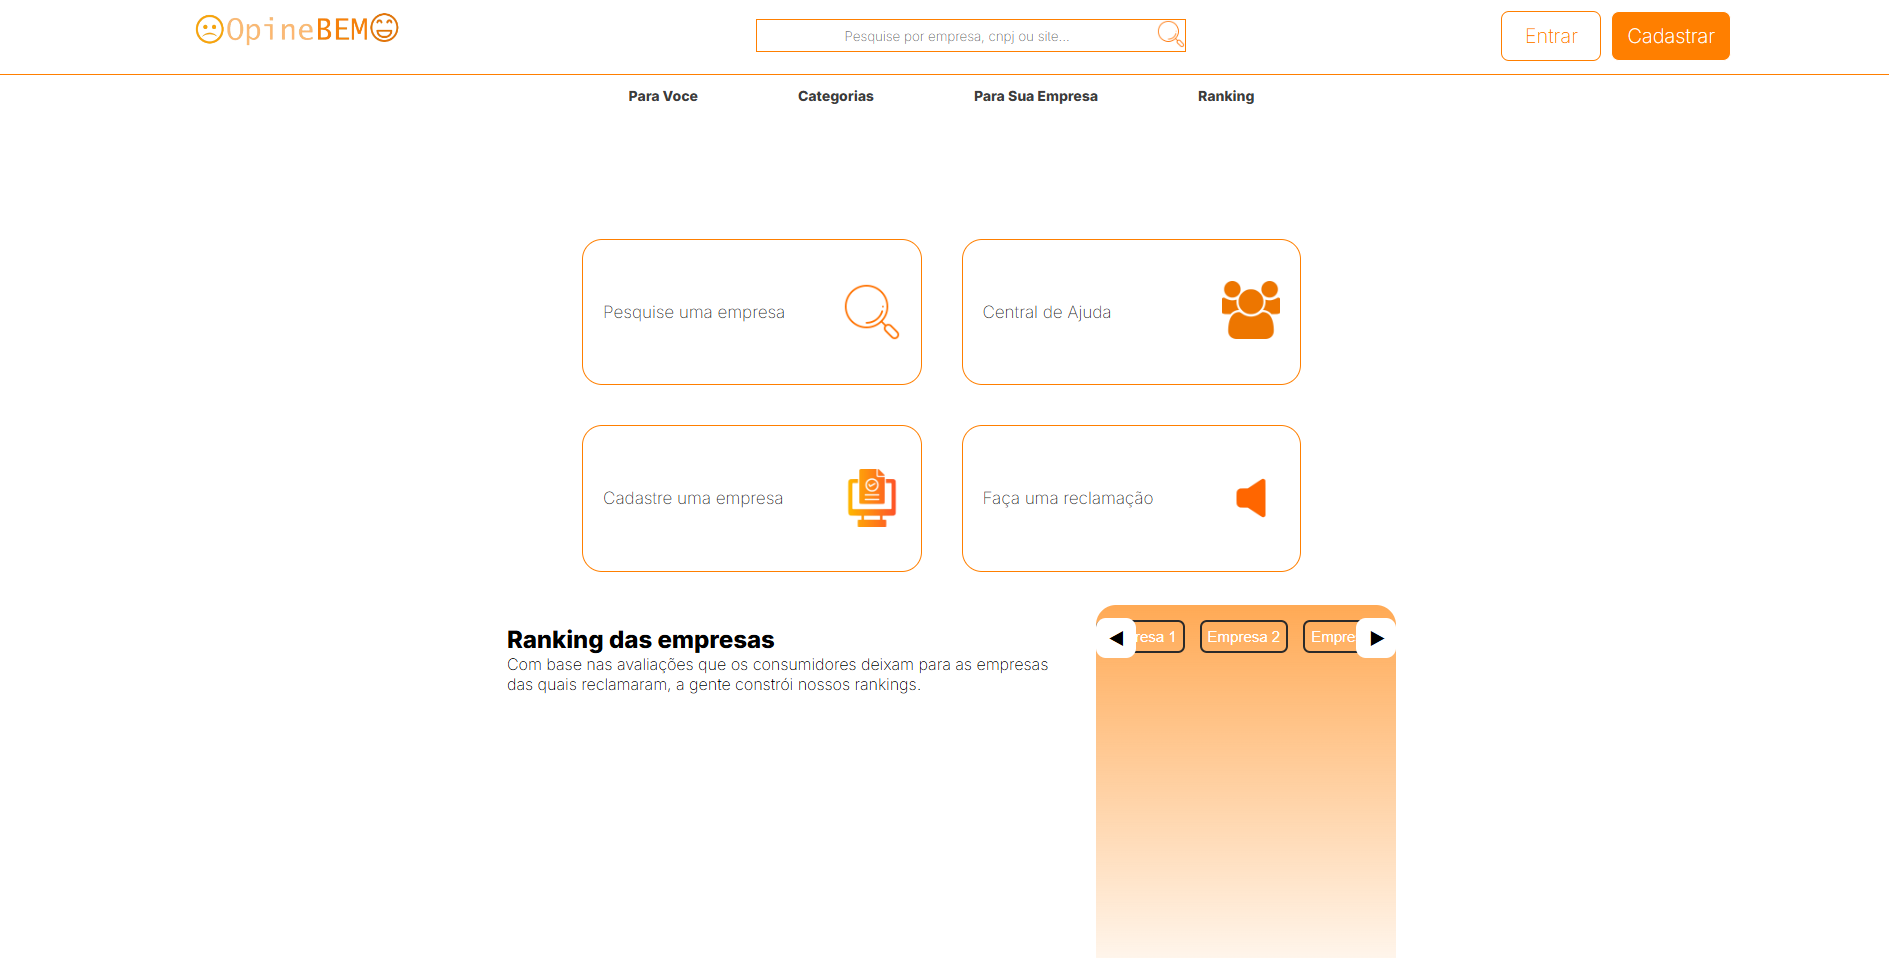 OpineBEM
Pesquise por empresa, cnpj ou site...
Entrar
Cadastrar
Para Voce
Categorias
Para Sua Empresa
Ranking
Pesquise uma empresa
Central de Ajuda
Cadastre uma empresa
Faça uma reclamação
Ranking das empresas
Com base nas avaliações que os consumidores deixam para as empresas
das quais reclamaram, a gente constrói nossos rankings.
resa 1
Empresa 2
Empre